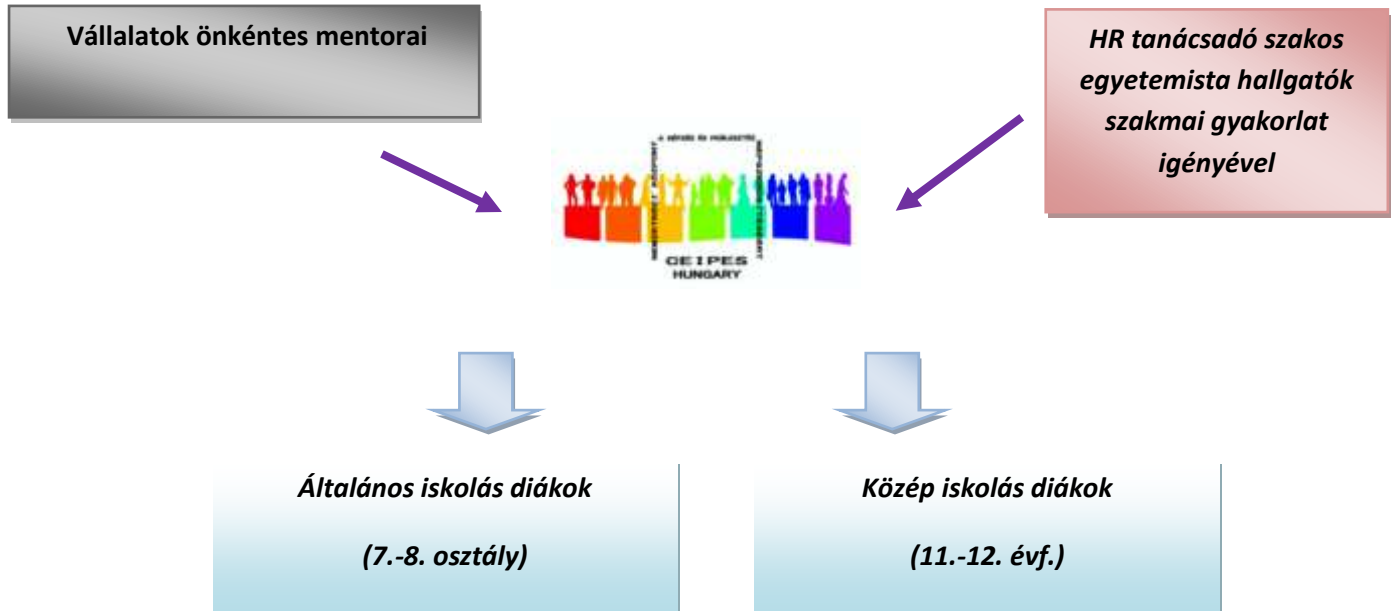 Vállalatok önkéntes mentorai
HR tanácsadó szakos
egyetemista hallgatók
szakmai gyakorlat
igényével
CEIPES
HUNGARY
Általános iskolás diákok
(7.-8. osztály)
Közép iskolás diákok
(11.-12. évf.)